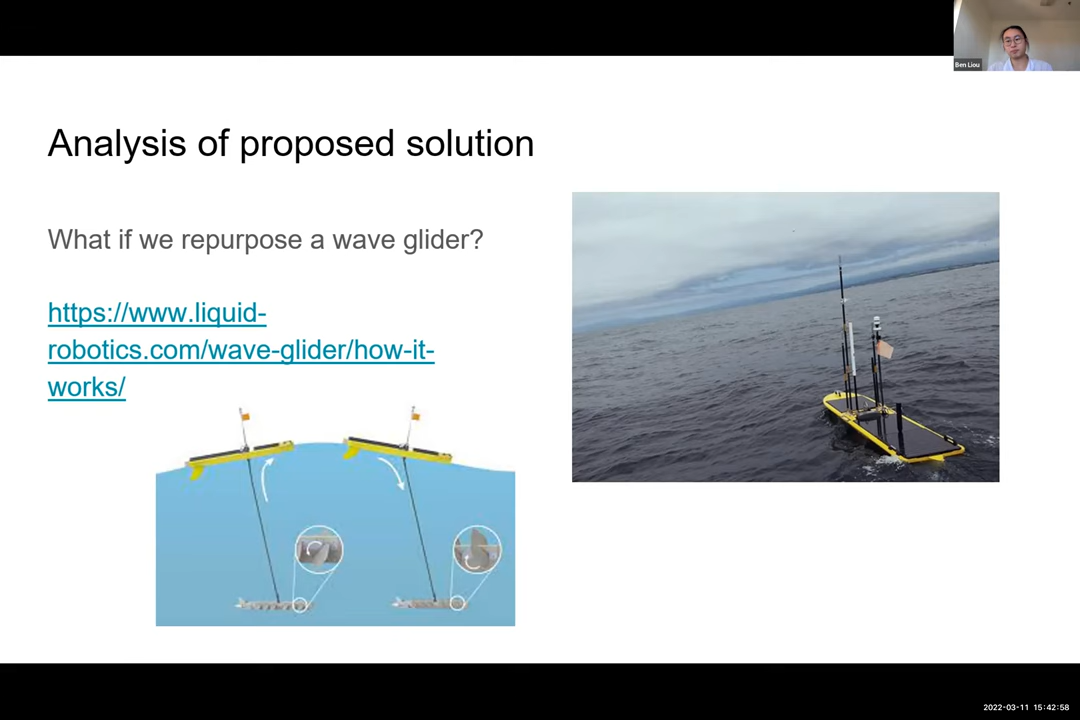 Ben Liou
Analysis of proposed solution
What if we repurpose a wave glider?
https://www.liquid-
robotics.com/wave-glider/how-it-
works/
2022-03-11 15:42:58